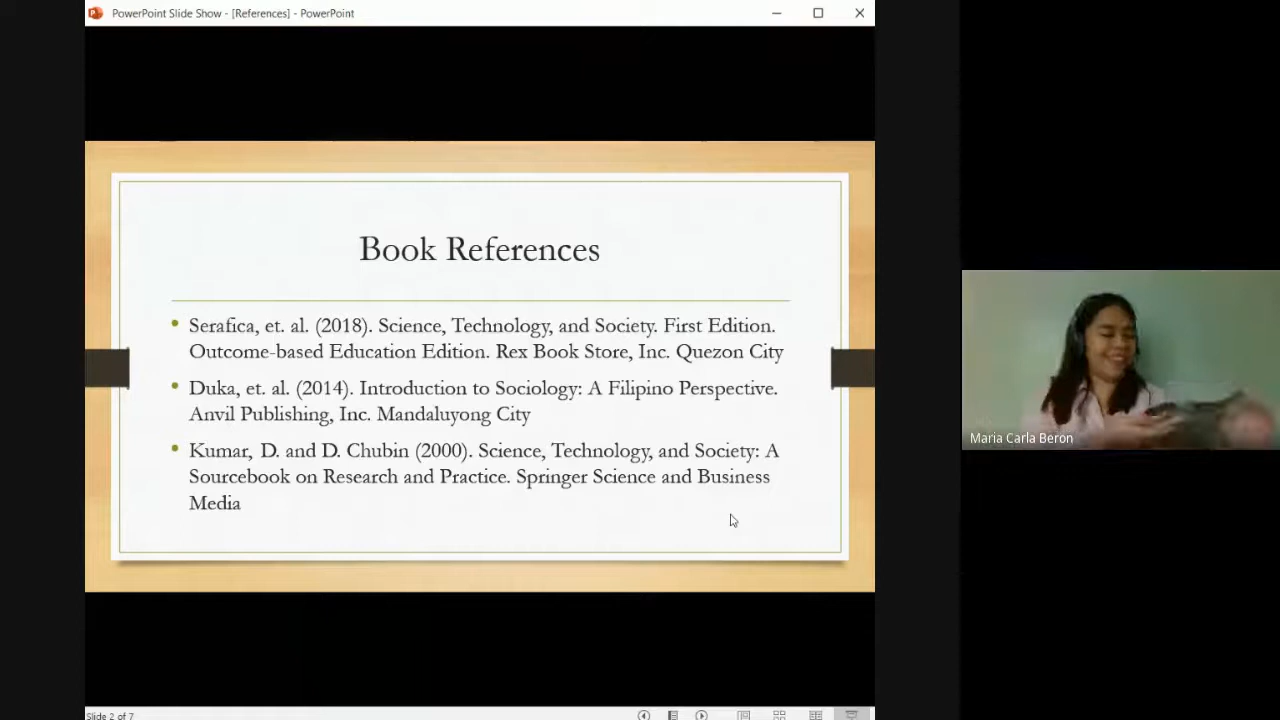 PowerPoint Slide Show - [References] - PowerPoint
Book References
• Serafica, et. al. (2018). Science, Technology, and Society. First Edition.
Outcome-based Education Edition. Rex Book Store, Inc. Quezon City
• Duka, et. al. (2014). Introduction to Sociology: A Filipino Perspective.
Anvil Publishing, Inc. Mandaluyong City
• Kumar, D. and D. Chubin (2000). Science, Technology, and Society: A
Sourcebook on Research and Practice. Springer Science and Business
Media
Maria Carla Beron
Slide 2 of 7